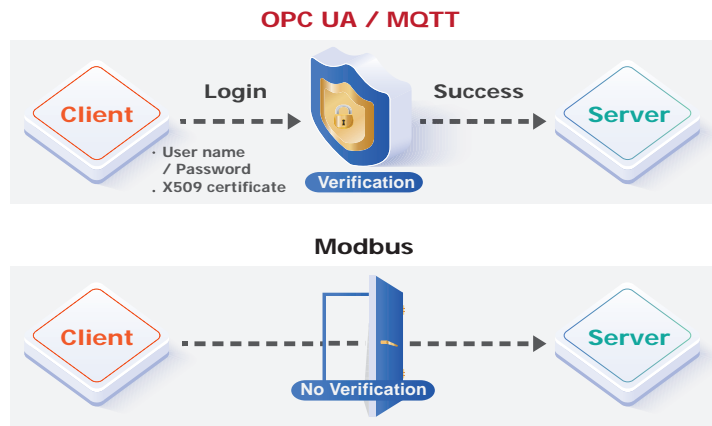 OPC UA / MQTT
Client
Login
Success
Server
· User name
/ Password
. X509 certificate
Verification
Modbus
Client
Server
No Verification